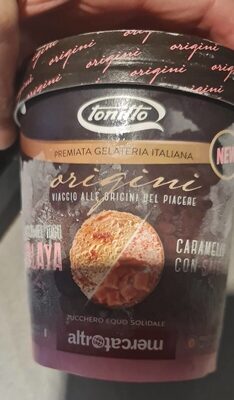 origini origini origini
Tonitto
PREMIATA GELATERIA ITALIANA
NEW
origini
VIAGGIO ALLE ORIGINI DEL PIACERE
CARAMELLO
CON
ZUCCHERO EQUO SOLIDALE
altromercato